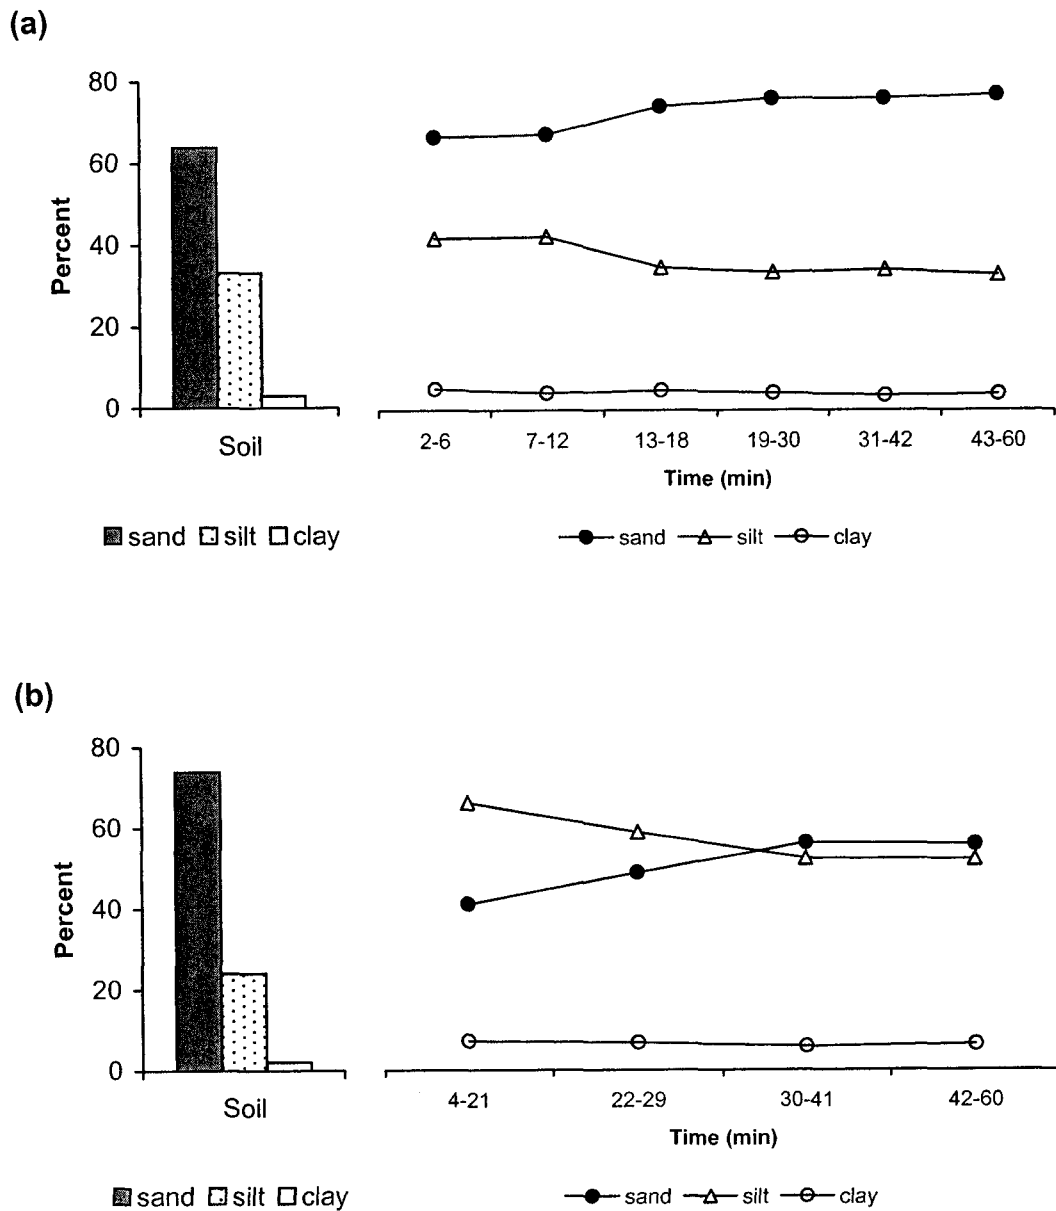 (a)
80
60
40
20
0
Percent
Soil
2-6 7-12 13-18 19-30 31-42 43-60
Time (min)
sand silt clay
sand silt clay
(b)
80
60
40
20
0
Percent
Soil
4-21 22-29 30-41 42-60
Time (min)
sand silt clay
sand silt clay